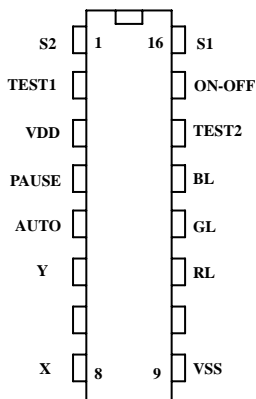 S2 1 16 S1
TEST1 ON-OFF
VDD TEST2
PAUSE BL
AUTO GL
Y RL
X 8 9 VSS